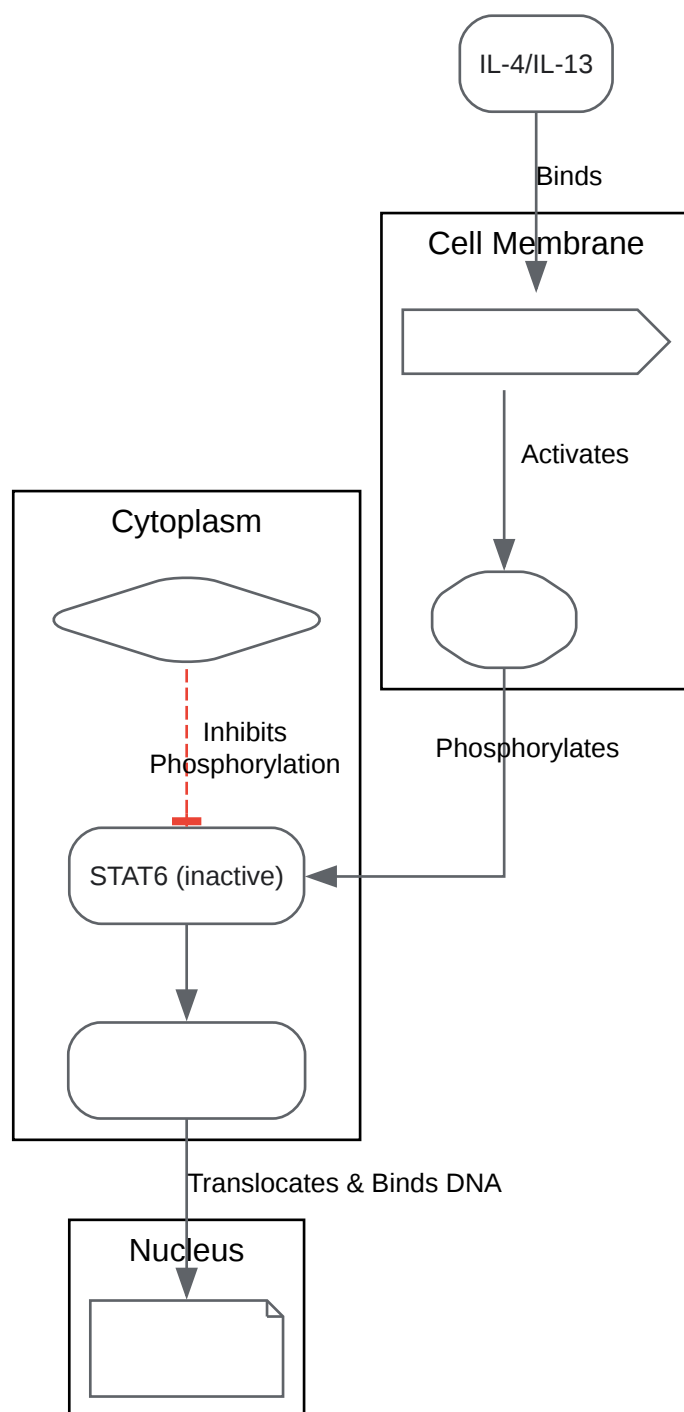 IL-4/IL-13
Binds
Cell Membrane
Activates
Cytoplasm
Inhibits
Phosphorylation
Phosphorylates
STAT6 (inactive)
Translocates & Binds DNA
Nucleus